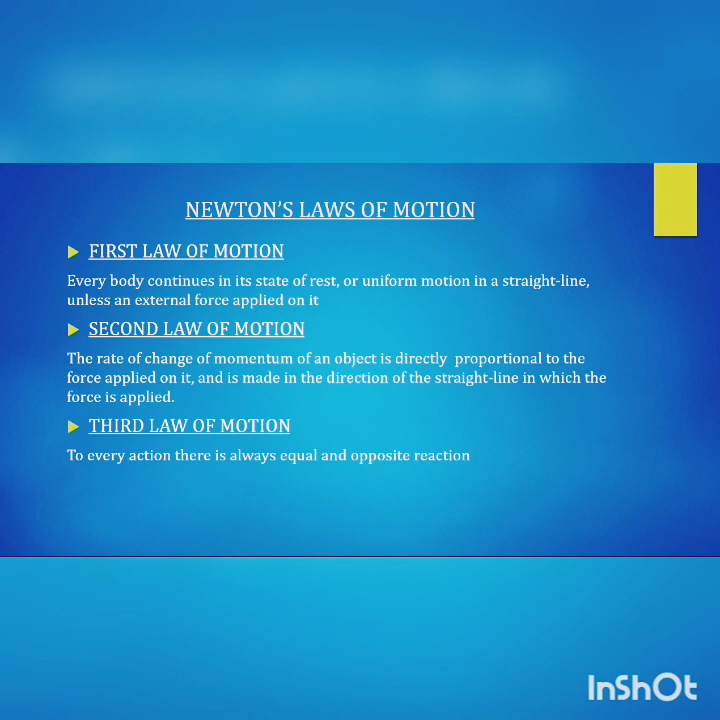 NEWTON'S LAWS OF MOTION
FIRST LAW OF MOTION
Every body continues in its state of rest, or uniform motion in a straight-line,
unless an external force applied on it
SECOND LAW OF MOTION
The rate of change of momentum of an object is directly proportional to the
force applied on it, and is made in the direction of the straight-line in which the
force is applied.
THIRD LAW OF MOTION
To every action there is always equal and opposite reaction
InShOt